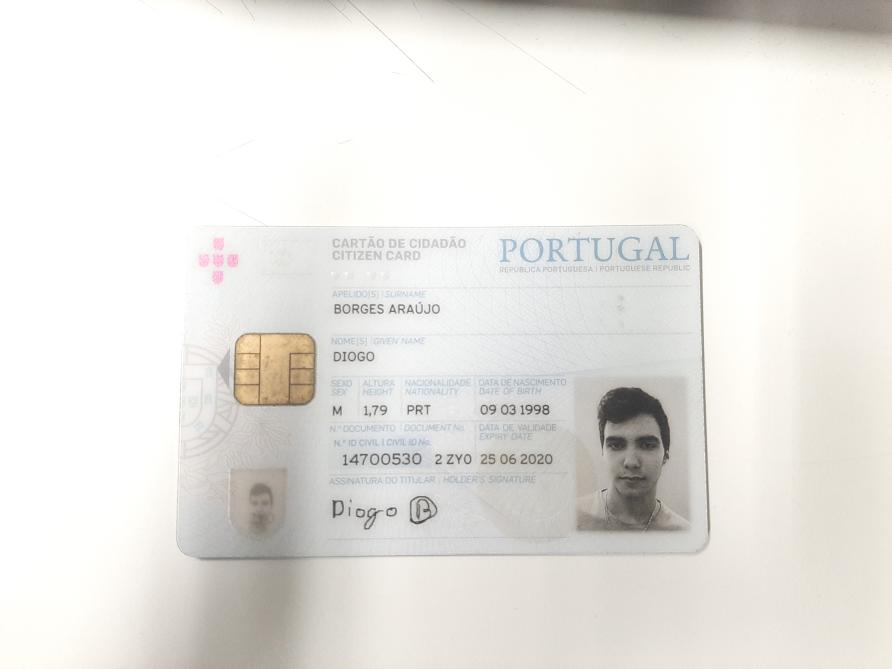 CARTÃO DE CIDADÃO
CITIZEN CARD
PORTUGAL
REPÚBLICA PORTUGUESA | PORTUGUESE REPUBLIC
APELIDO[S] | SURNAME
BORGES ARAÚJO
NOME[S] | GIVEN NAME
DIOGO
SEXO ALTURA NACIONALIDADE DATA DE NASCIMENTO
SEX HEIGHT NATIONALITY DATE OF BIRTH
M 1,79 PRT 09 03 1998
N.º DOCUMENTO | DOCUMENT No. DATA DE VALIDADE
N.º ID CIVIL | CIVIL ID No. EXPIRY DATE
14700530 2 ZY0 25 06 2020
ASSINATURA DO TITULAR | HOLDER'S SIGNATURE
Diogo B